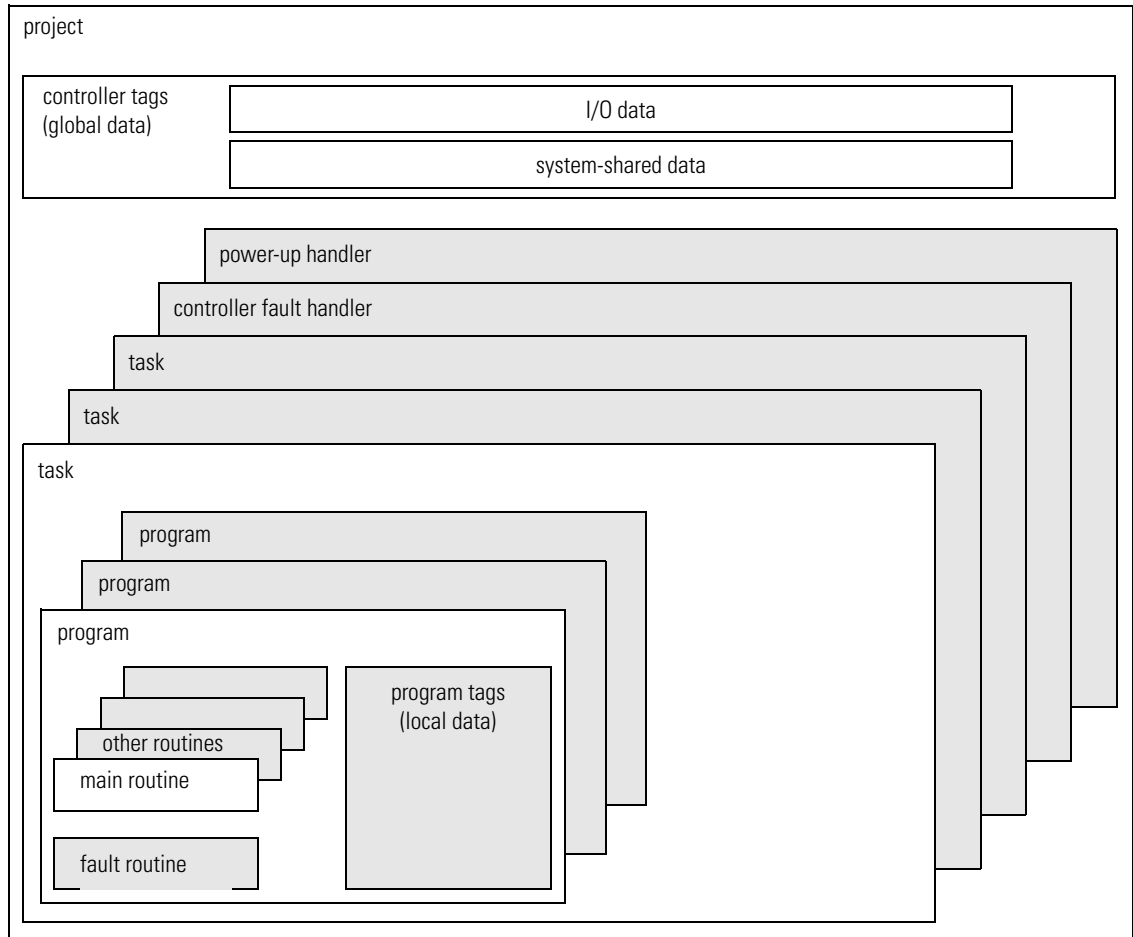 project
controller tags
(global data)
I/O data
system-shared data
power-up handler
controller fault handler
task
task
task
program
program
program
program tags
(local data)
other routines
main routine
fault routine